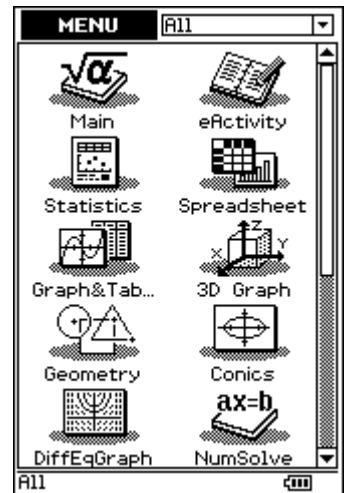 MENU All
√α
Main eActivity
Statistics Spreadsheet
Z
X Y
Graph&Tab... 3D Graph
Geometry Conics
ax=b
DiffEqGraph NumSolve
All